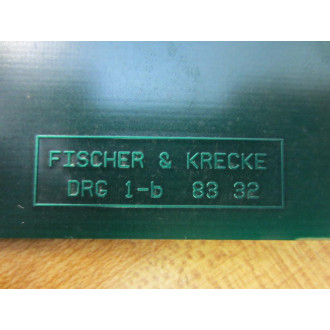 FISCHER & KRECKE
DRG 1-b 83 32